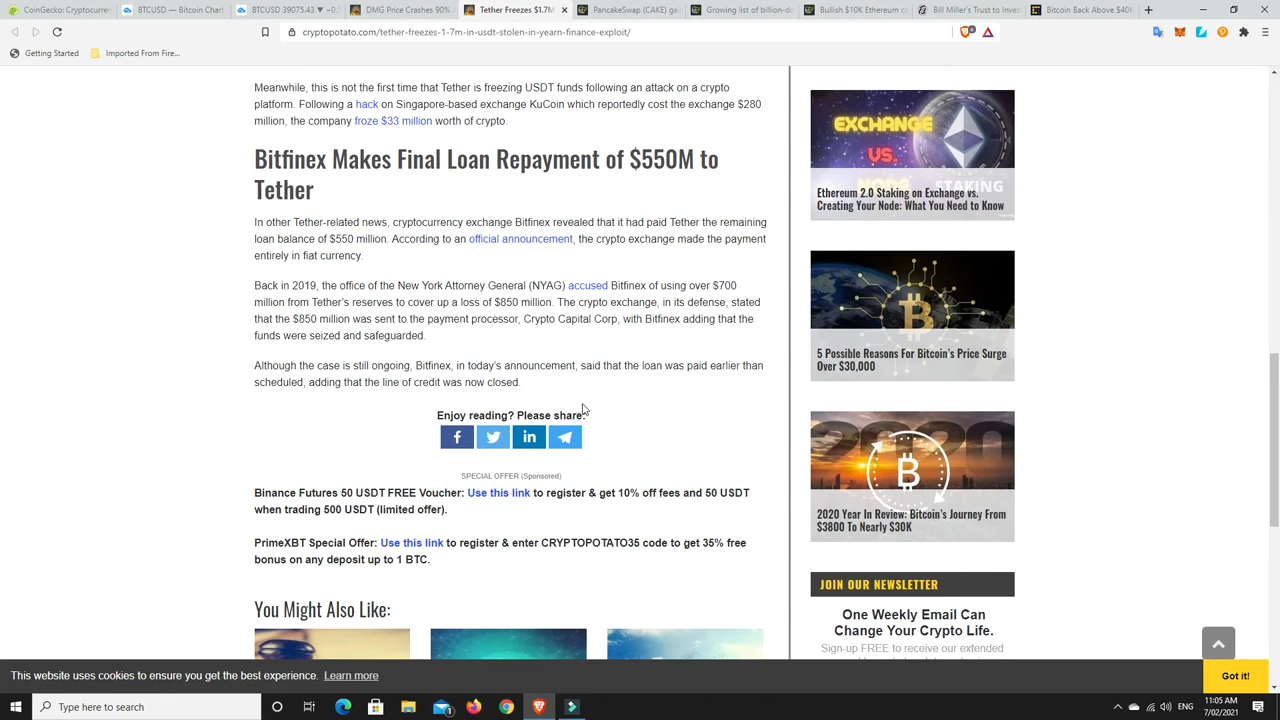 CoinGecko: Cryptocurren
BTCUSD — Bitcoin Chart
BTCUSD 39075.43 ▼ −0.
DMG Price Crashes 90%
Tether Freezes $1.7M
PancakeSwap (CAKE) ga
Growing list of billion-do
Bullish $10K Ethereum c
Bill Miller's Trust to Invest
Bitcoin Back Above $40K
cryptopotato.com/tether-freezes-1-7m-in-usdt-stolen-in-yearn-finance-exploit/
Getting Started
Imported From Fire...
Meanwhile, this is not the first time that Tether is freezing USDT funds following an attack on a crypto
platform. Following a hack on Singapore-based exchange KuCoin which reportedly cost the exchange $280
million, the company froze $33 million worth of crypto.
Bitfinex Makes Final Loan Repayment of $550M to
Tether
In other Tether-related news, cryptocurrency exchange Bitfinex revealed that it had paid Tether the remaining
loan balance of $550 million. According to an official announcement, the crypto exchange made the payment
entirely in fiat currency.
Back in 2019, the office of the New York Attorney General (NYAG) accused Bitfinex of using over $700
million from Tether's reserves to cover up a loss of $850 million. The crypto exchange, in its defense, stated
that the $850 million was sent to the payment processor, Crypto Capital Corp, with Bitfinex adding that the
funds were seized and safeguarded.
Although the case is still ongoing, Bitfinex, in today's announcement, said that the loan was paid earlier than
scheduled, adding that the line of credit was now closed.
Enjoy reading? Please share:
SPECIAL OFFER (Sponsored)
Binance Futures 50 USDT FREE Voucher: Use this link to register & get 10% off fees and 50 USDT
when trading 500 USDT (limited offer).
PrimeXBT Special Offer: Use this link to register & enter CRYPTOPOTATO35 code to get 35% free
bonus on any deposit up to 1 BTC.
You Might Also Like:
EXCHANGE
VS.
STAKING
Ethereum 2.0 Staking on Exchange vs.
Creating Your Node: What You Need to Know
5 Possible Reasons For Bitcoin's Price Surge
Over $30,000
2020
2020 Year In Review: Bitcoin's Journey From
$3800 To Nearly $30K
JOIN OUR NEWSLETTER
One Weekly Email Can
Change Your Crypto Life.
Sign-up FREE to receive our extended
This website uses cookies to ensure you get the best experience. Learn more
Got it!
Type here to search
ENG
11:05 AM
7/02/2021